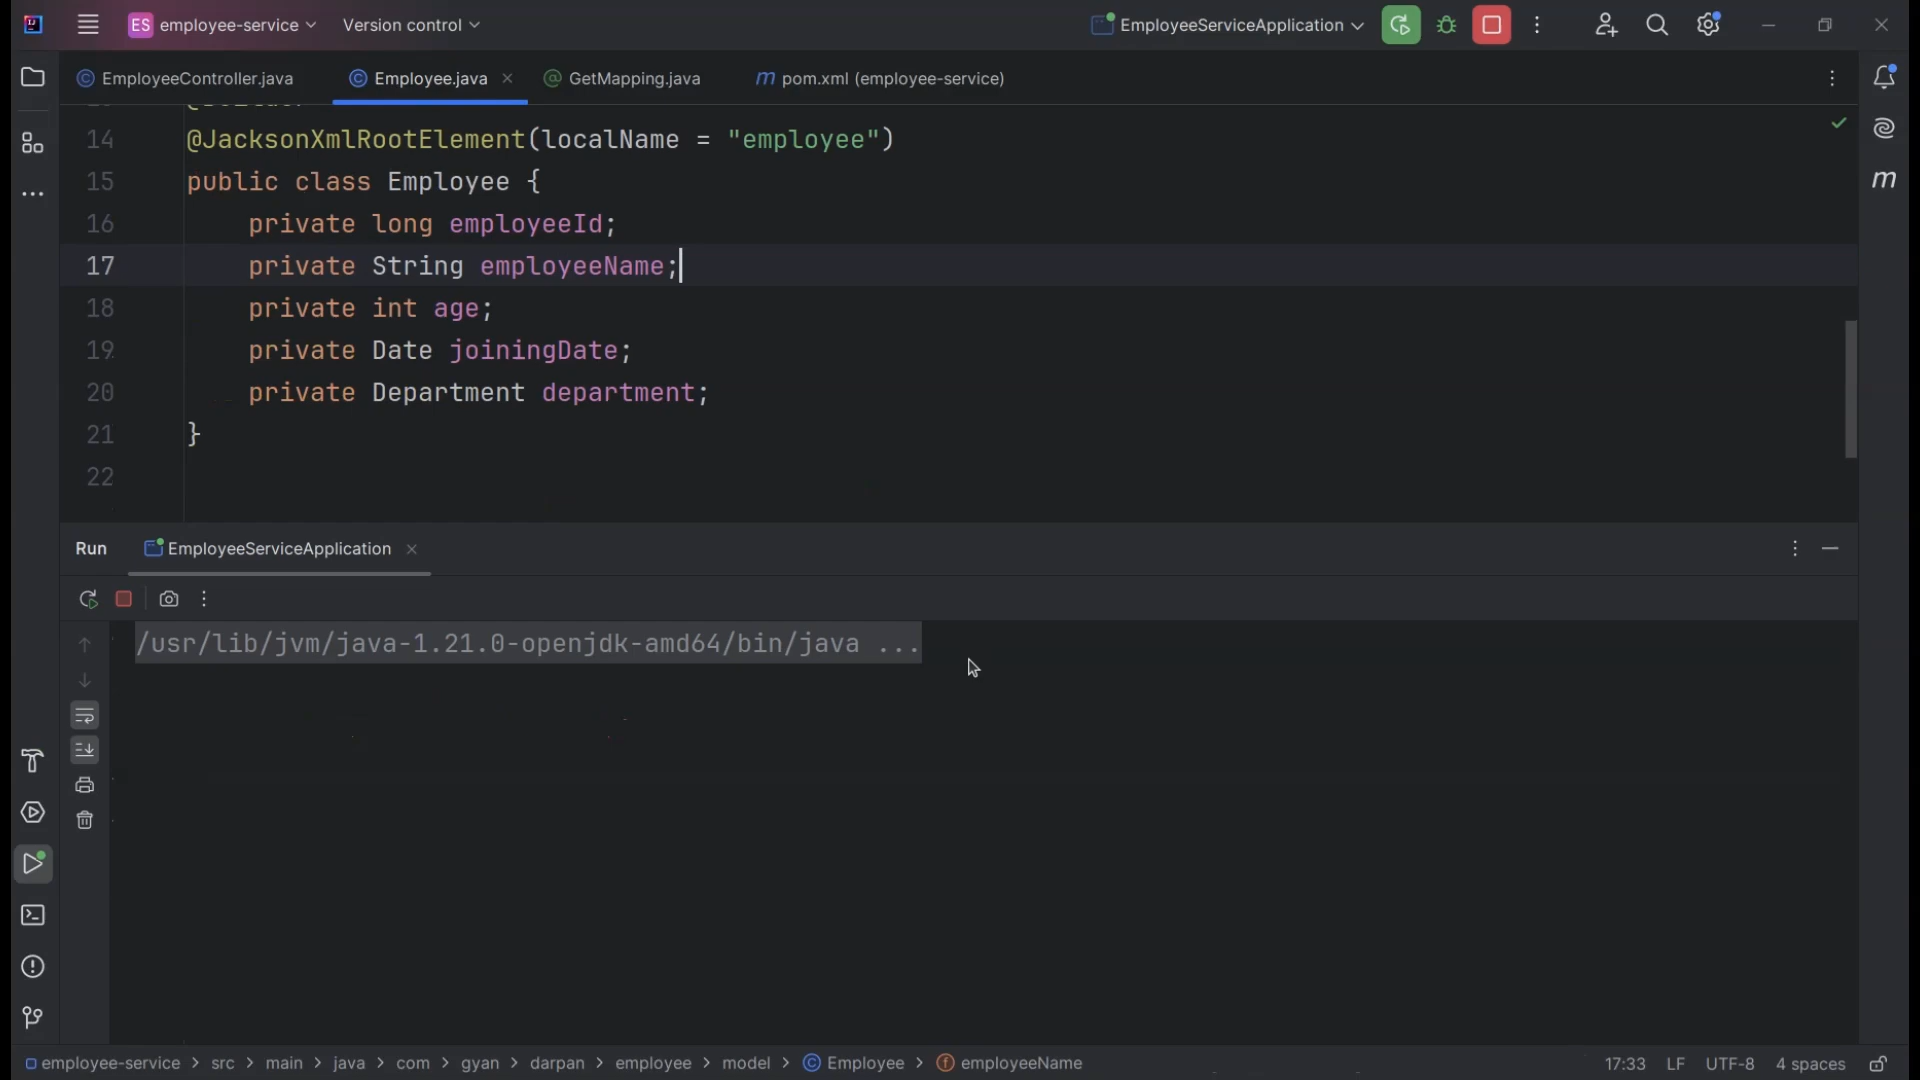 ES employee-service Version control EmployeeServiceApplication
EmployeeController.java Employee.java GetMapping.java m pom.xml (employee-service)
14 @JacksonXmlRootElement(localName = "employee")
15 public class Employee {
16 private long employeeId;
17 private String employeeName;
18 private int age;
19 private Date joiningDate;
20 private Department department;
21 }
22
Run EmployeeServiceApplication
/usr/lib/jvm/java-1.21.0-openjdk-amd64/bin/java ...
employee-service > src > main > java > com > gyan > darpan > employee > model > Employee > employeeName 17:33 LF UTF-8 4 spaces